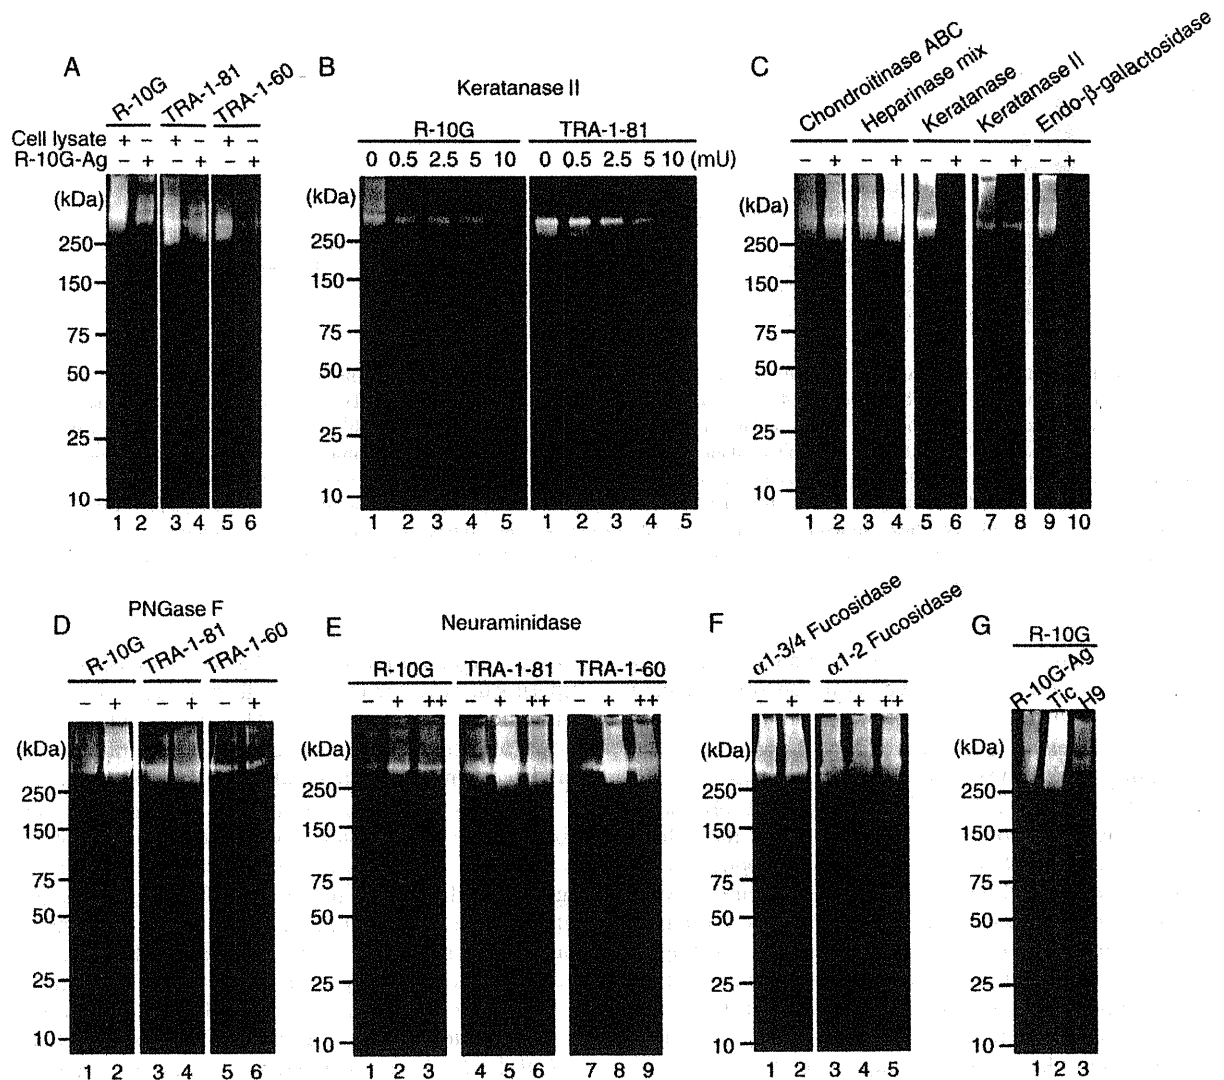 A
R-10G TRA-1-81 TRA-1-60
Cell lysate + − + − + −
R-10G-Ag − + − + − +
(kDa)
250
150
75
50
25
10
1 2 3 4 5 6
B
Keratanase II
R-10G TRA-1-81
0 0.5 2.5 5 10 0 0.5 2.5 5 10 (mU)
(kDa)
250
150
75
50
25
10
1 2 3 4 5 1 2 3 4 5
C
Chondroitinase ABC Heparinase mix Keratanase Keratanase II Endo-β-galactosidase
− + − + − + − + − +
(kDa)
250
150
75
50
25
10
1 2 3 4 5 6 7 8 9 10
D
PNGase F
R-10G TRA-1-81 TRA-1-60
− + − + − +
(kDa)
250
150
75
50
25
10
1 2 3 4 5 6
E
Neuraminidase
R-10G TRA-1-81 TRA-1-60
− + ++ − + ++ − + ++
(kDa)
250
150
75
50
25
10
1 2 3 4 5 6 7 8 9
F
α1-3/4 Fucosidase α1-2 Fucosidase
− + − + ++
(kDa)
250
150
75
50
25
10
1 2 3 4 5
G
R-10G
R-10G-Ag Tic H9
(kDa)
250
150
75
50
25
10
1 2 3